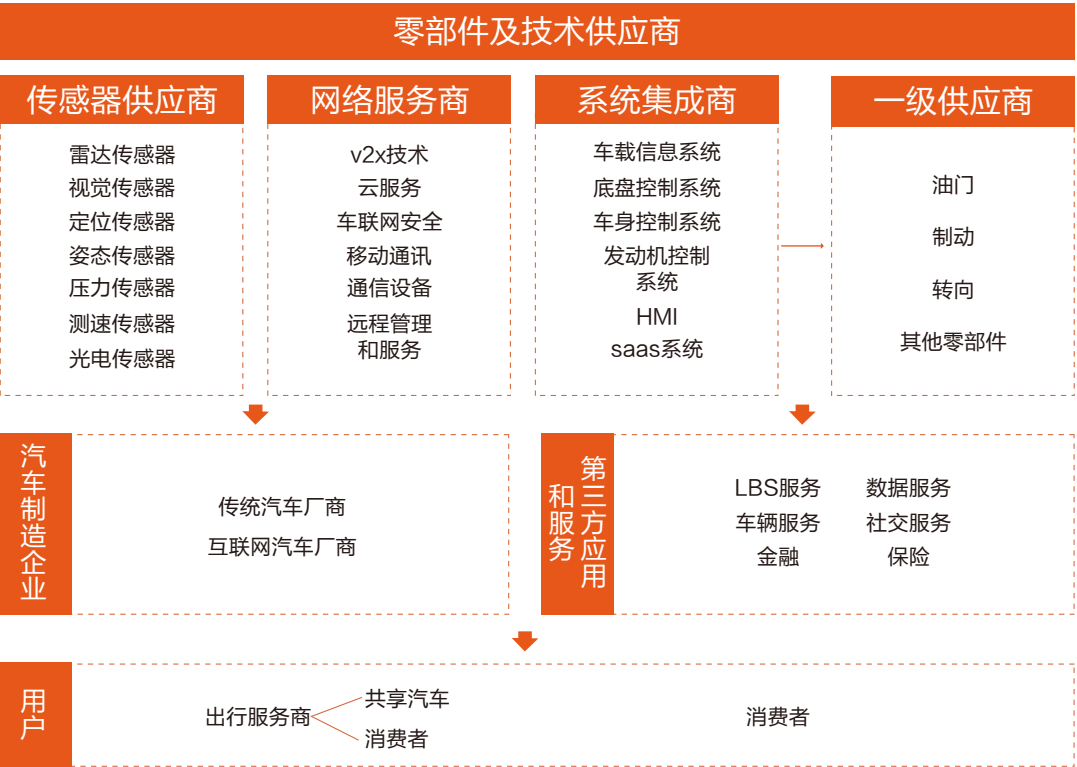 零部件及技术供应商
传感器供应商
雷达传感器
视觉传感器
定位传感器
姿态传感器
压力传感器
测速传感器
光电传感器
网络服务商
v2x技术
云服务
车联网安全
移动通讯
通信设备
远程管理
和服务
系统集成商
车载信息系统
底盘控制系统
车身控制系统
发动机控制
系统
HMI
saas系统
一级供应商
油门
制动
转向
其他零部件
汽车制造企业
传统汽车厂商
互联网汽车厂商
第三方应用
和服务
LBS服务 数据服务
车辆服务 社交服务
金融 保险
用户
出行服务商
共享汽车
消费者
消费者